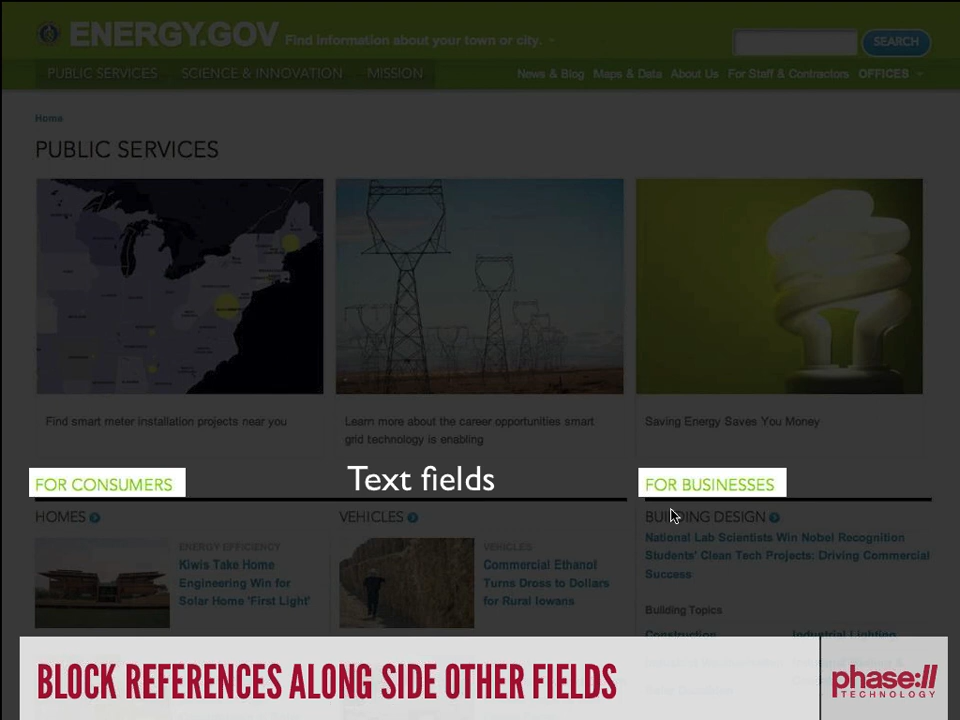 ENERGY.GOV Find information about your town or city.
SEARCH
PUBLIC SERVICES SCIENCE & INNOVATION MISSION News & Blog Maps & Data About Us For Staff & Contractors OFFICES
Home
PUBLIC SERVICES
Find smart meter installation projects near you
Learn more about the career opportunities smart
grid technology is enabling
Saving Energy Saves You Money
FOR CONSUMERS
Text fields
FOR BUSINESSES
HOMES
VEHICLES
BUILDING DESIGN
ENERGY EFFICIENCY
Kiwis Take Home
Engineering Win for
Solar Home 'First Light'
VEHICLES
Commercial Ethanol
Turns Dross to Dollars
for Rural Iowans
National Lab Scientists Win Nobel Recognition
Students' Clean Tech Projects: Driving Commercial
Success
Building Topics
Construction Industrial Lighting
BLOCK REFERENCES ALONG SIDE OTHER FIELDS
phase:II
TECHNOLOGY